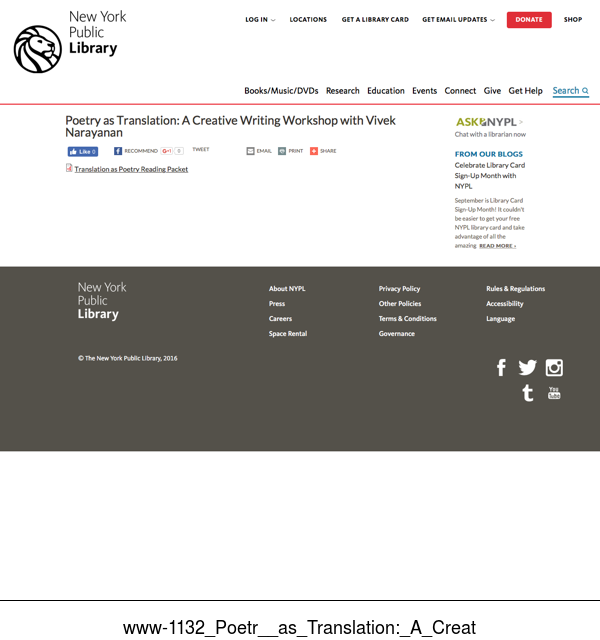 New York
Public
Library
LOG IN
LOCATIONS
GET A LIBRARY CARD
GET EMAIL UPDATES
DONATE
SHOP
Books/Music/DVDs
Research
Education
Events
Connect
Give
Get Help
Search
Poetry as Translation: A Creative Writing Workshop with Vivek
Narayanan
Like 0
RECOMMEND
G+1 0
TWEET
EMAIL
PRINT
SHARE
Translation as Poetry Reading Packet
ASK NYPL >
Chat with a librarian now
FROM OUR BLOGS
Celebrate Library Card
Sign-Up Month with
NYPL
September is Library Card
Sign-Up Month! It couldn't
be easier to get your free
NYPL library card and take
advantage of all the
amazing READ MORE ›
New York
Public
Library
About NYPL
Press
Careers
Space Rental
Privacy Policy
Other Policies
Terms & Conditions
Governance
Rules & Regulations
Accessibility
Language
© The New York Public Library, 2016
You
Tube
www-1132_Poetr__as_Translation:_A_Creat